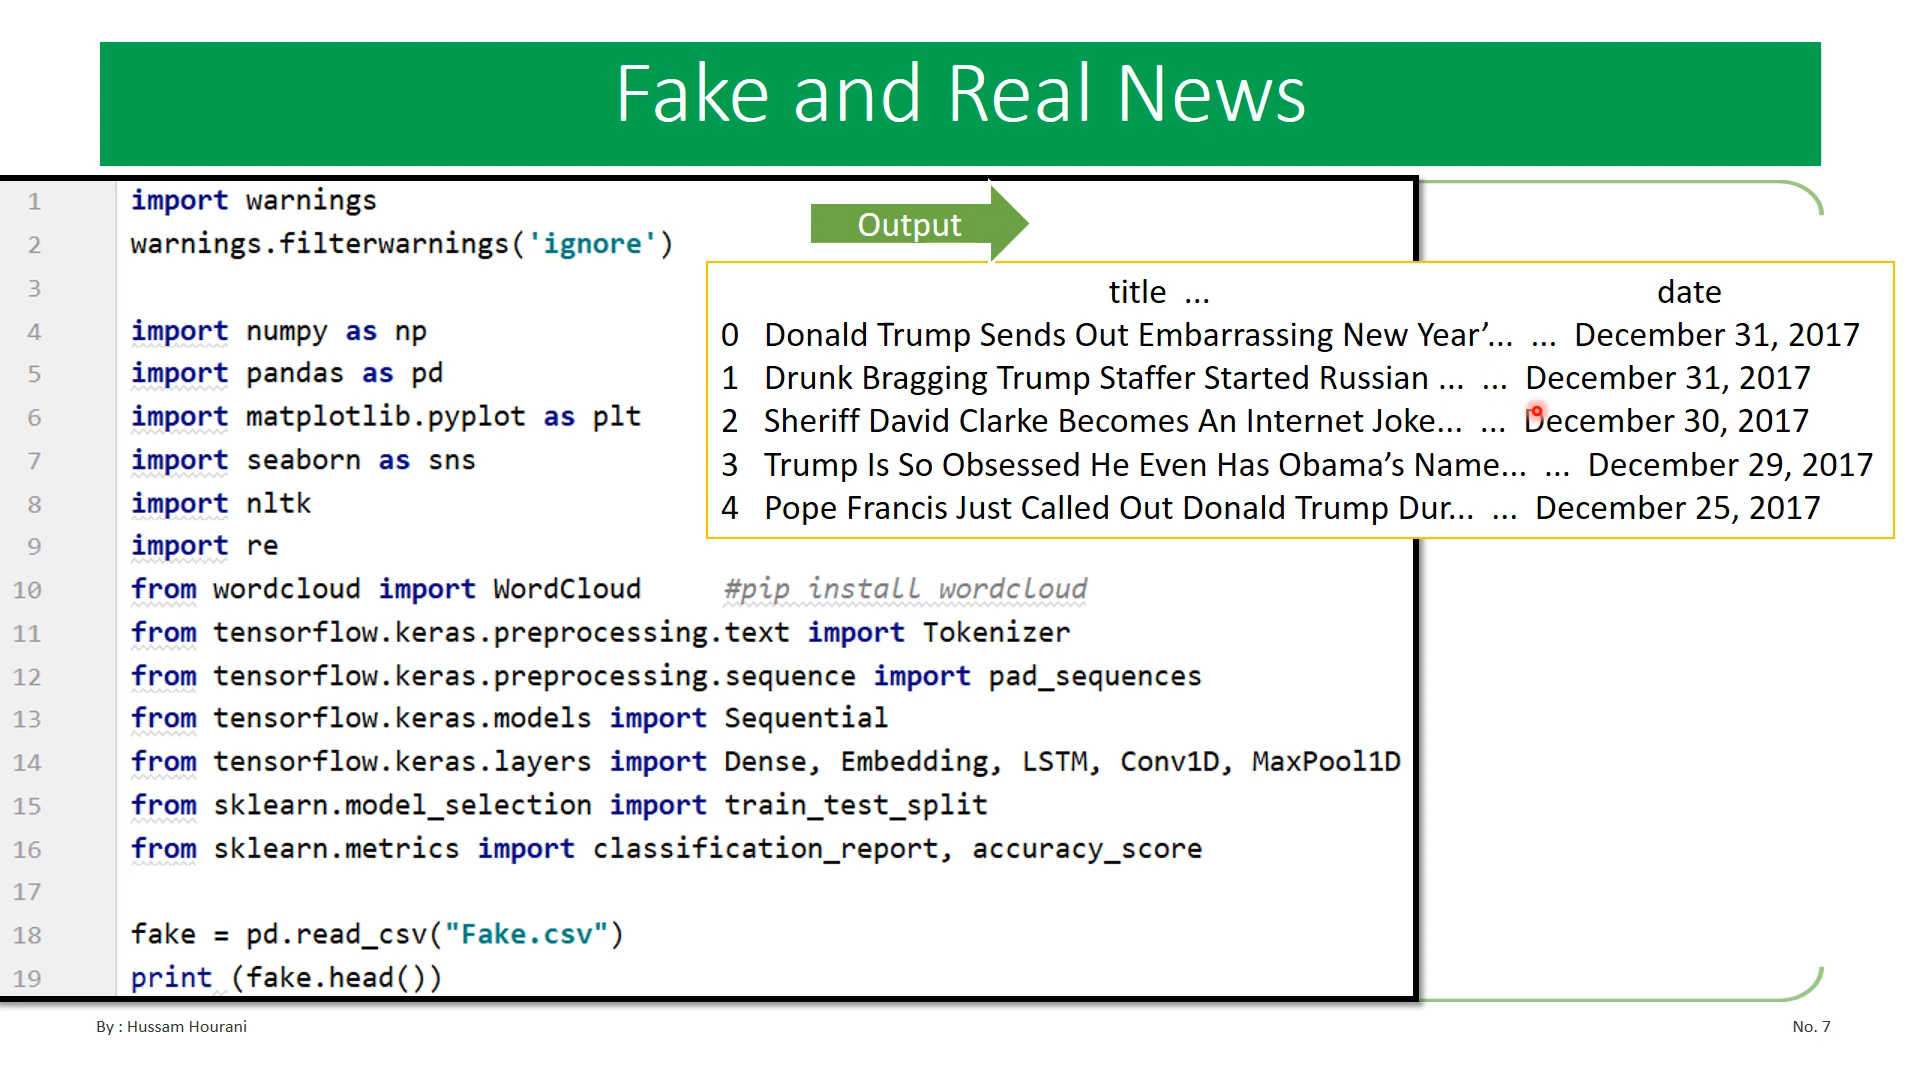 Fake and Real News
1 import warnings
2 warnings.filterwarnings('ignore')
3
4 import numpy as np
5 import pandas as pd
6 import matplotlib.pyplot as plt
7 import seaborn as sns
8 import nltk
9 import re
10 from wordcloud import WordCloud     #pip install wordcloud
11 from tensorflow.keras.preprocessing.text import Tokenizer
12 from tensorflow.keras.preprocessing.sequence import pad_sequences
13 from tensorflow.keras.models import Sequential
14 from tensorflow.keras.layers import Dense, Embedding, LSTM, Conv1D, MaxPool1D
15 from sklearn.model_selection import train_test_split
16 from sklearn.metrics import classification_report, accuracy_score
17
18 fake = pd.read_csv("Fake.csv")
19 print (fake.head())
Output
title ... date
0 Donald Trump Sends Out Embarrassing New Year’... ... December 31, 2017
1 Drunk Bragging Trump Staffer Started Russian ... ... December 31, 2017
2 Sheriff David Clarke Becomes An Internet Joke... ... December 30, 2017
3 Trump Is So Obsessed He Even Has Obama’s Name... ... December 29, 2017
4 Pope Francis Just Called Out Donald Trump Dur... ... December 25, 2017
By : Hussam Hourani
No. 7